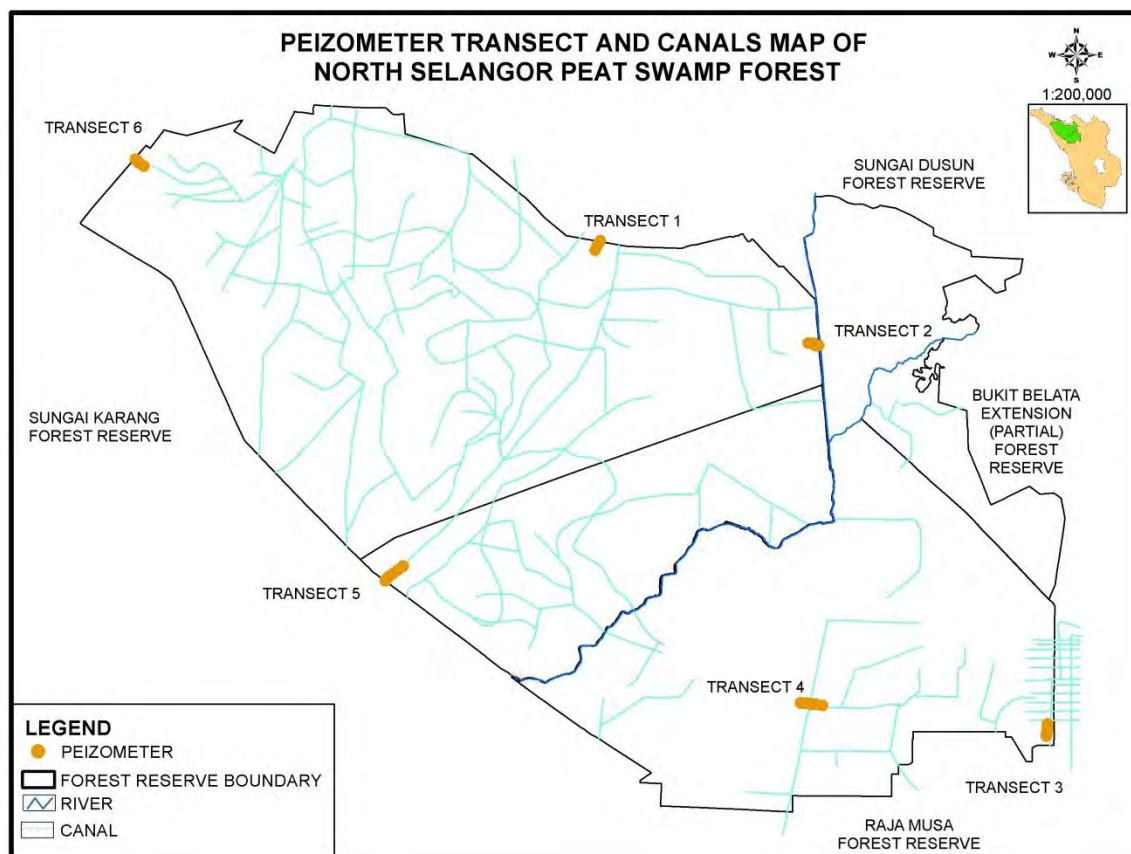 PEIZOMETER TRANSECT AND CANALS MAP OF
NORTH SELANGOR PEAT SWAMP FOREST
N
W
E
S
1:200,000
TRANSECT 6
SUNGAI DUSUN
FOREST RESERVE
TRANSECT 1
TRANSECT 2
BUKIT BELATA
EXTENSION
(PARTIAL)
FOREST
RESERVE
SUNGAI KARANG
FOREST RESERVE
TRANSECT 5
TRANSECT 4
TRANSECT 3
RAJA MUSA
FOREST RESERVE
LEGEND
PEIZOMETER
FOREST RESERVE BOUNDARY
RIVER
CANAL